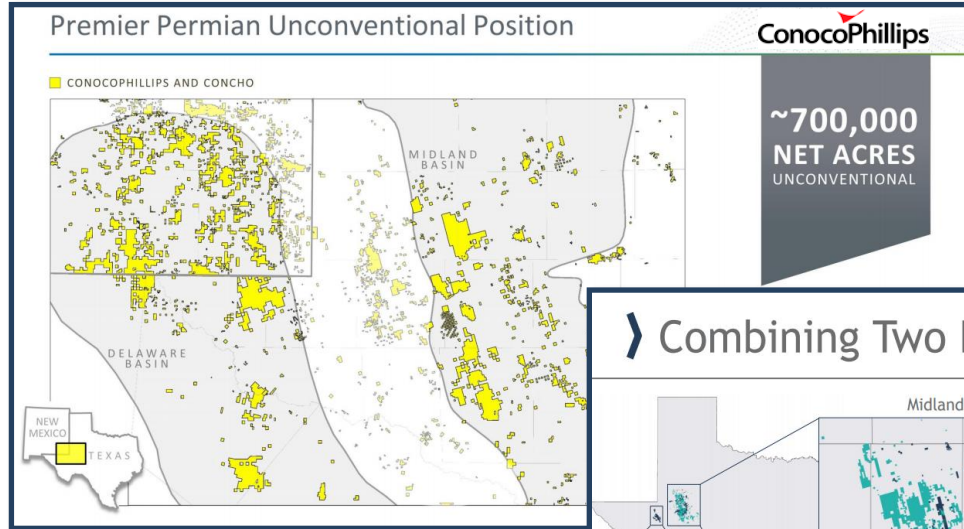 Premier Permian Unconventional Position
ConocoPhillips
CONOCOPHILLIPS AND CONCHO
~700,000
NET ACRES
UNCONVENTIONAL
MIDLAND
BASIN
DELAWARE
BASIN
NEW
MEXICO
TEXAS
Combining Two
Midland